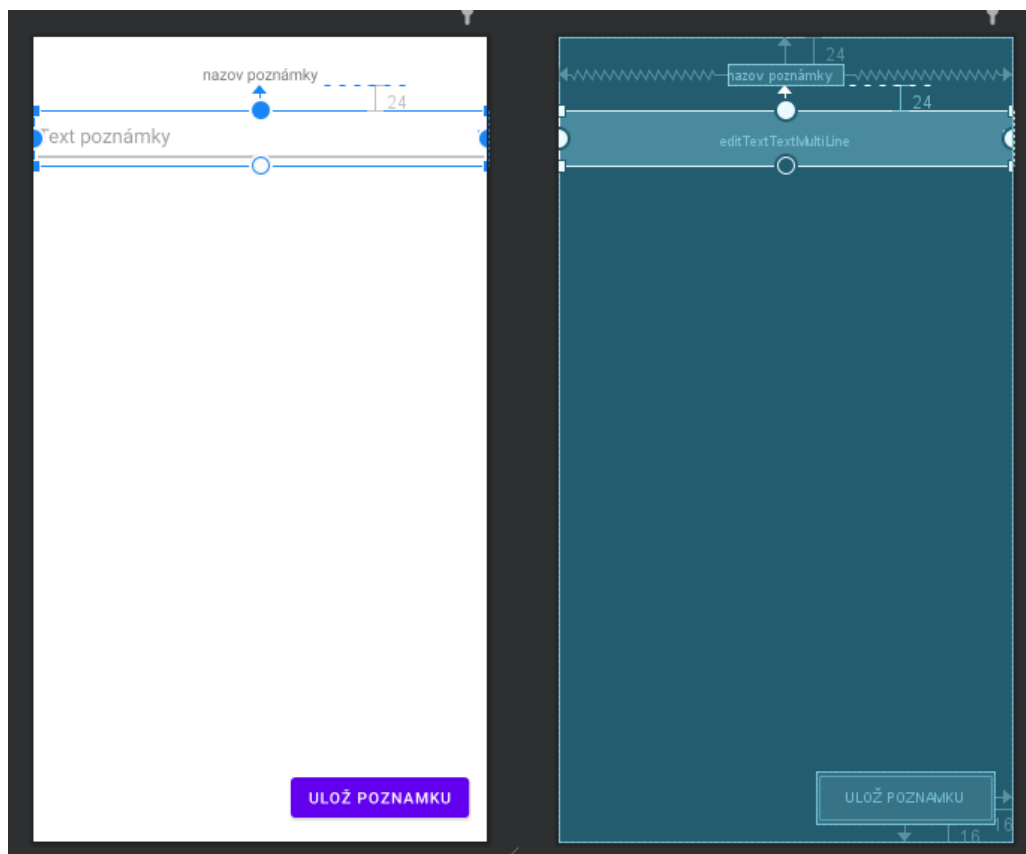 nazov poznámky
24
Text poznámky
ULOŽ POZNAMKU
24
nazov poznámky
24
editTextTextMultiLine
ULOŽ POZNAMKU
16
16